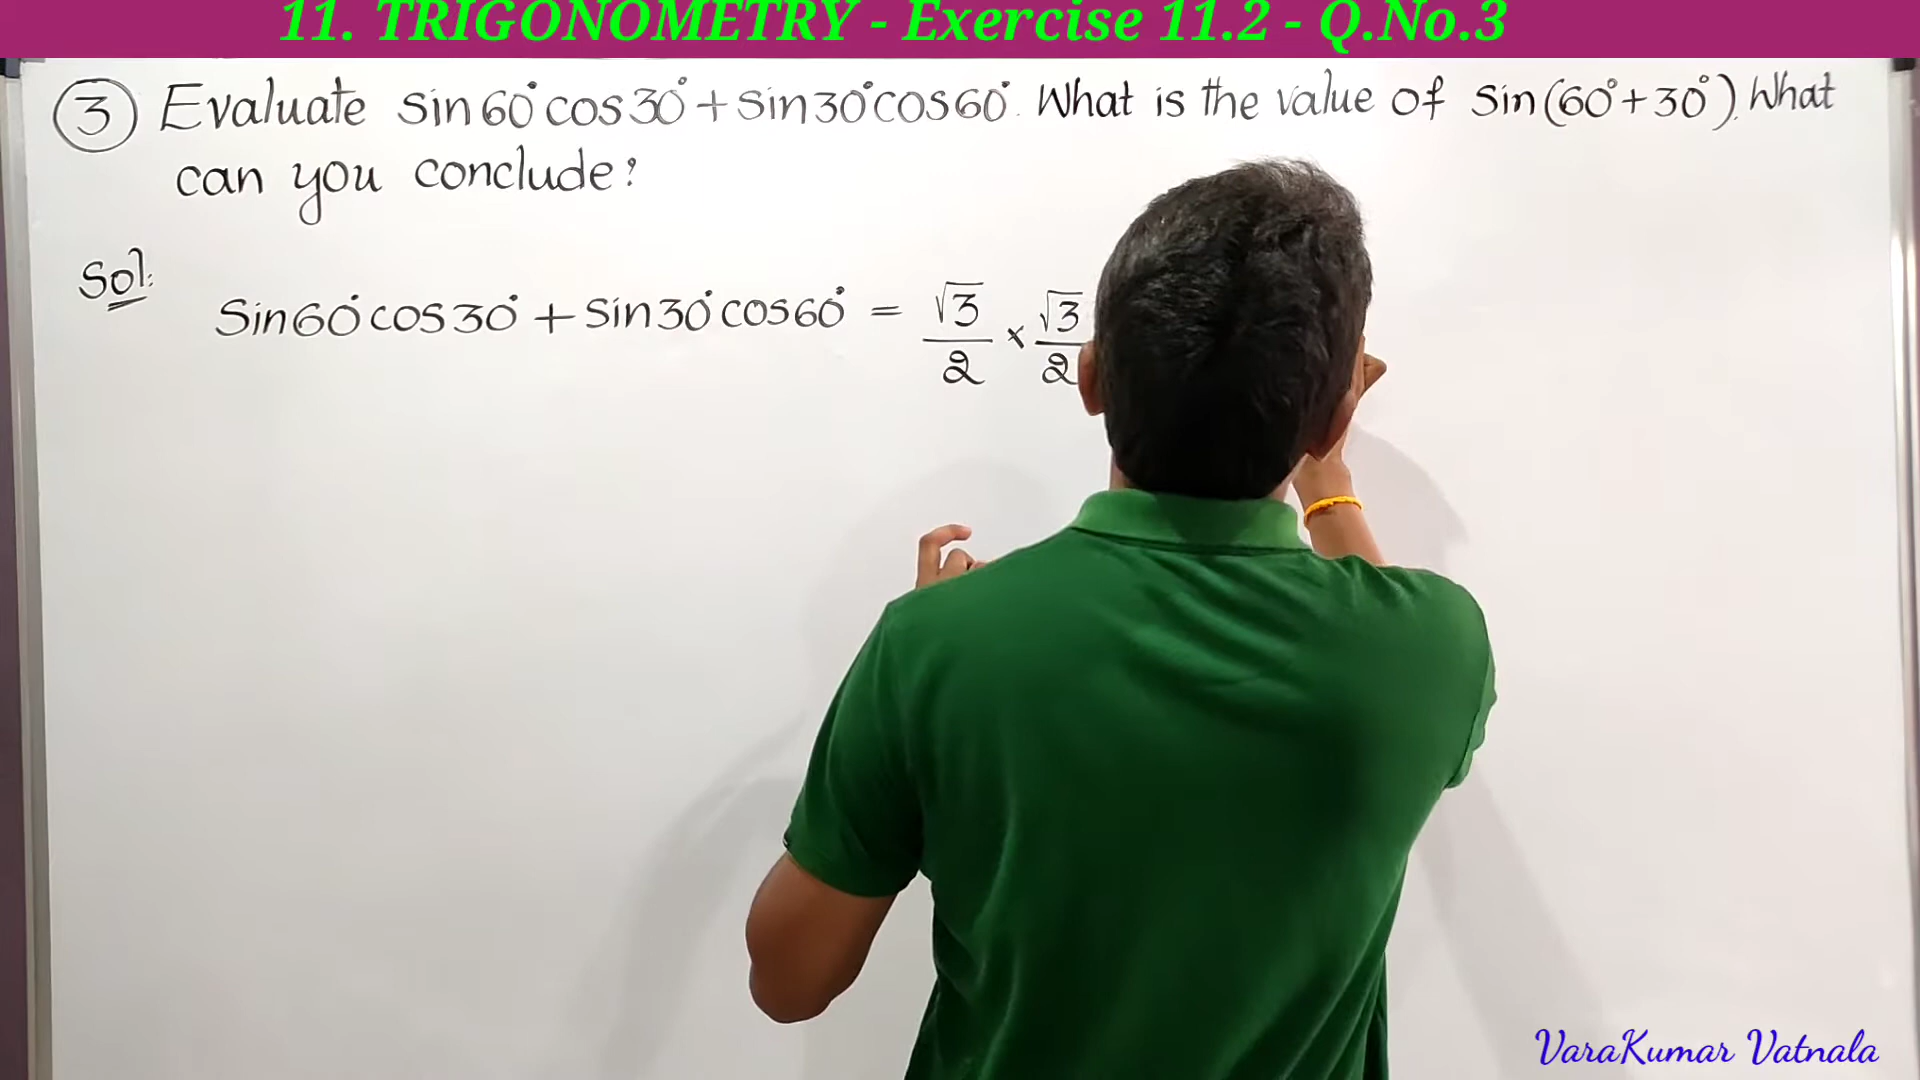 11. TRIGONOMETRY - Exercise 11.2 - Q.No.3
3 Evaluate sin60° cos30° + sin30° cos60°. What is the value of sin(60°+30°). What
can you conclude?
Sol:
Sin60° cos30° + sin30° cos60° = √3/2 × √3/2
VaraKumar Vatnala